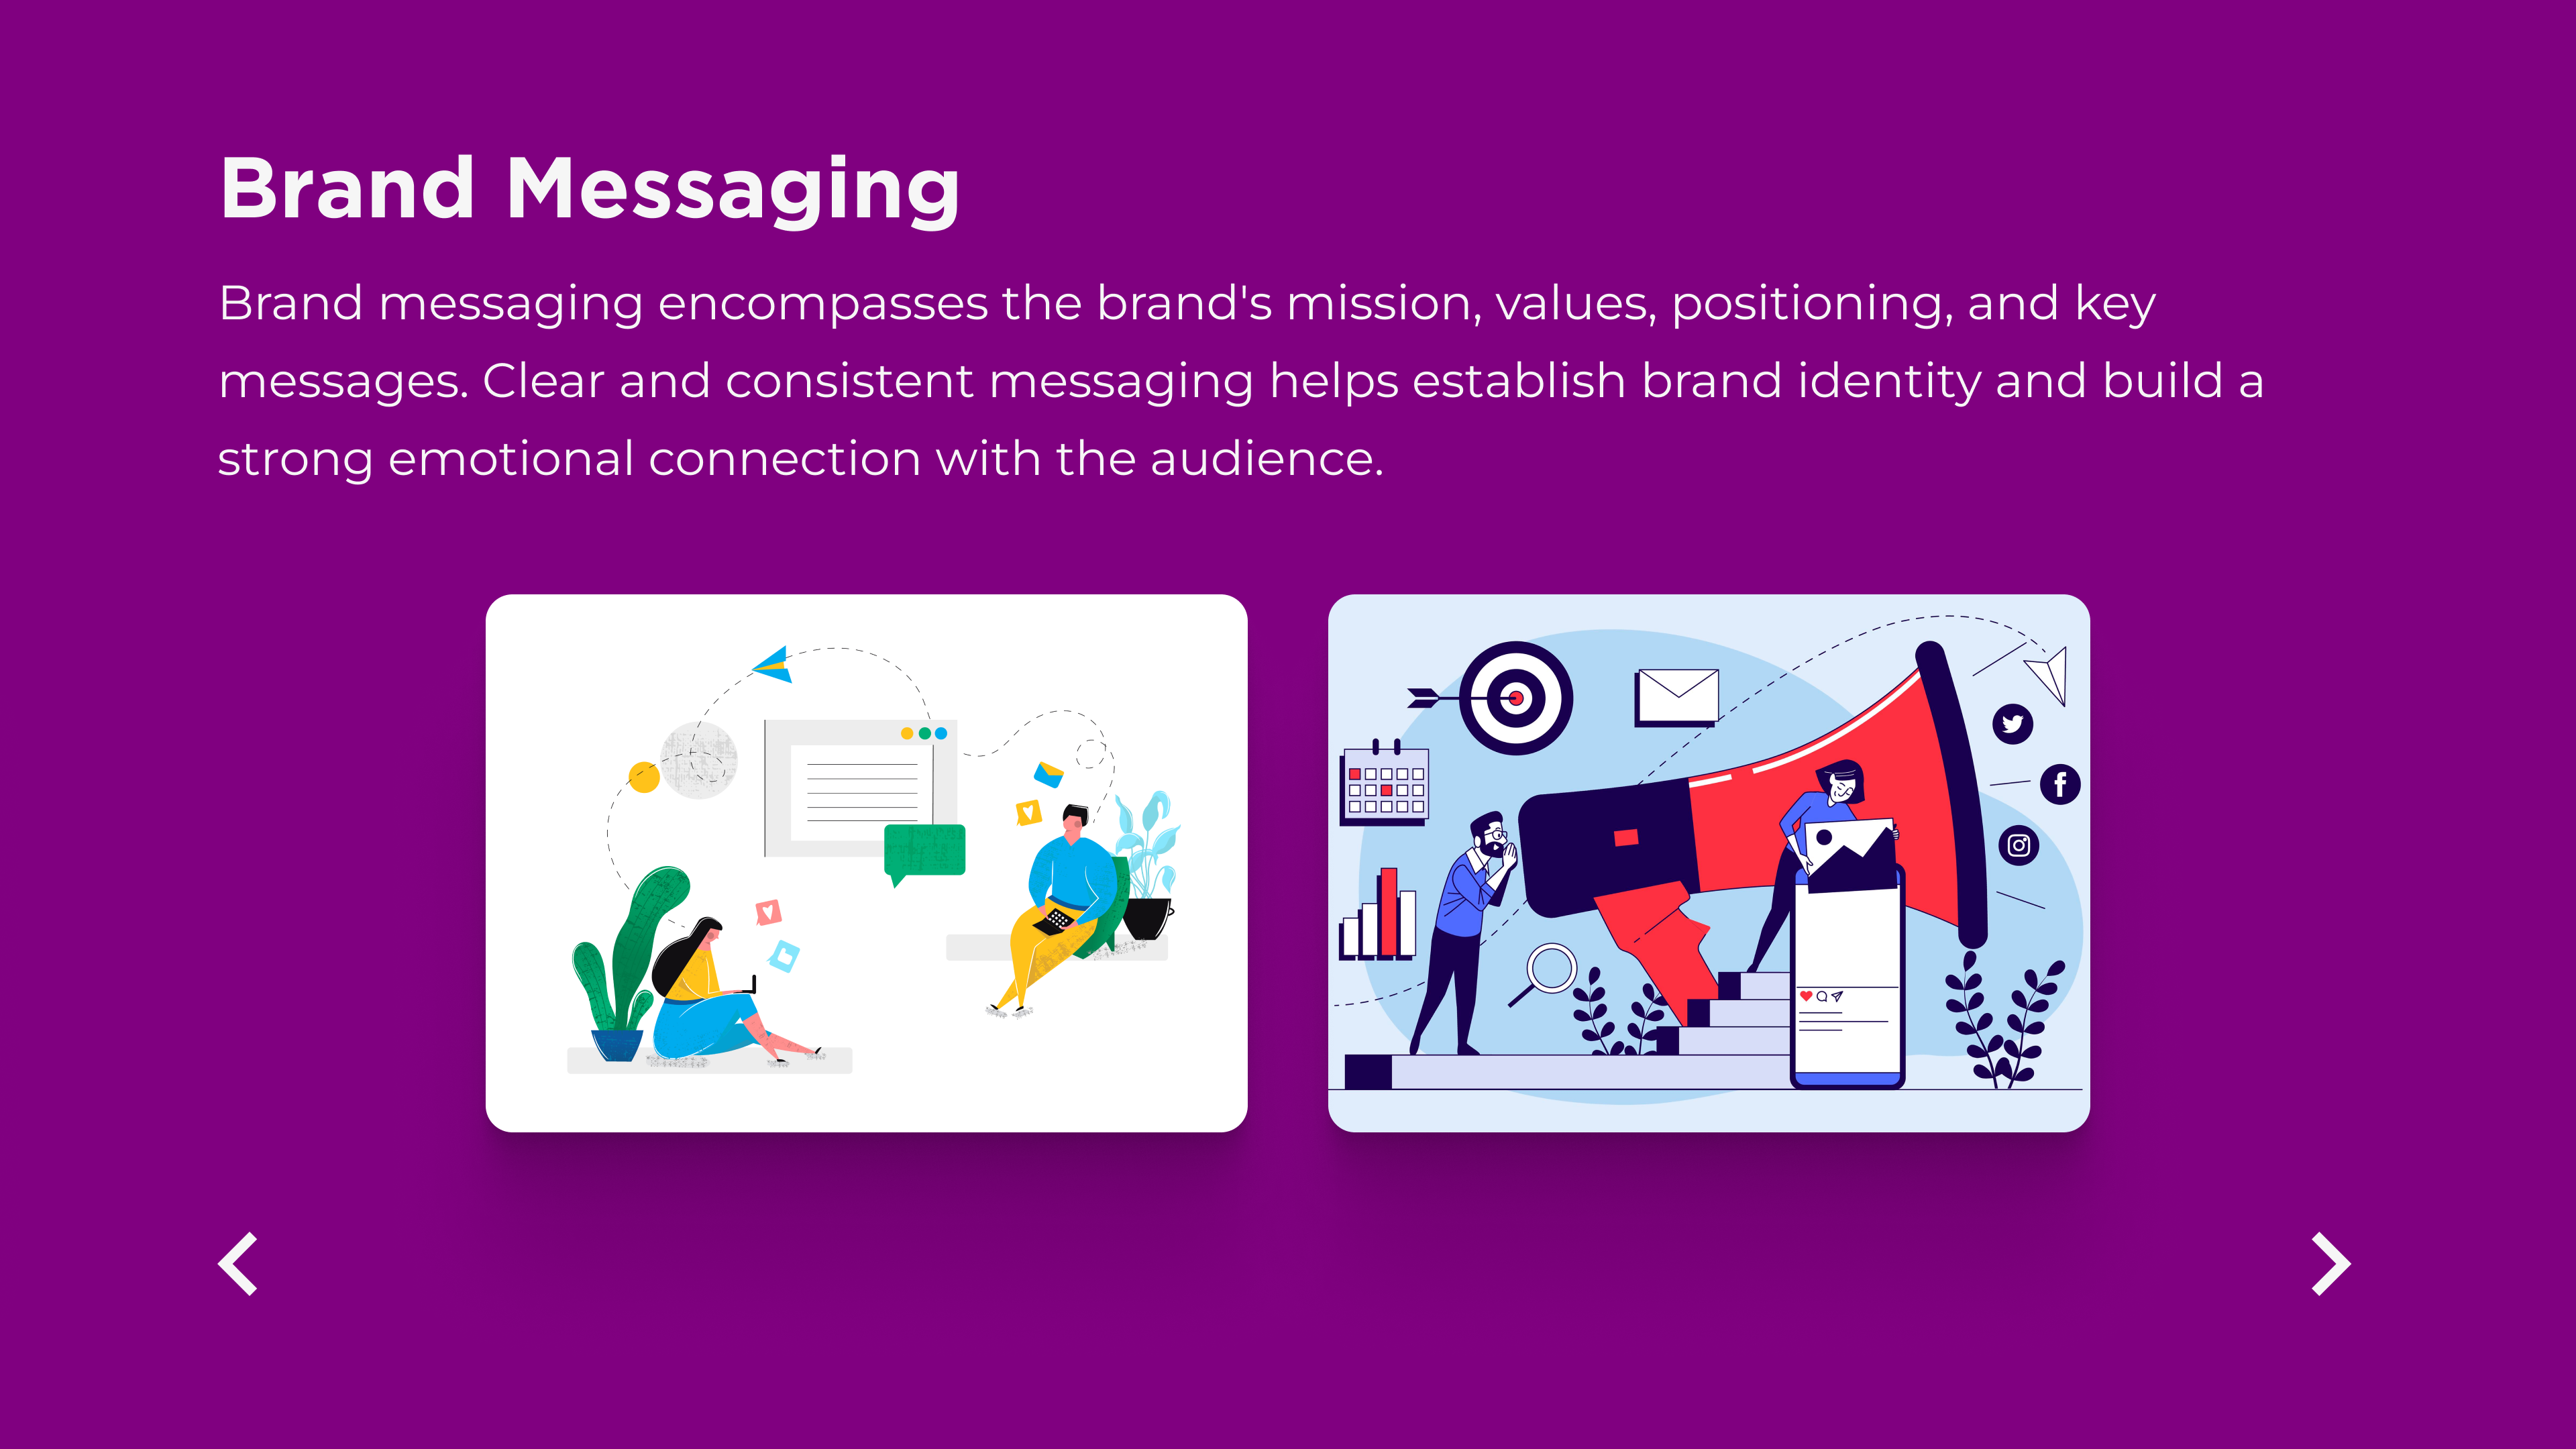 Brand Messaging
Brand messaging encompasses the brand's mission, values, positioning, and key
messages. Clear and consistent messaging helps establish brand identity and build a
strong emotional connection with the audience.